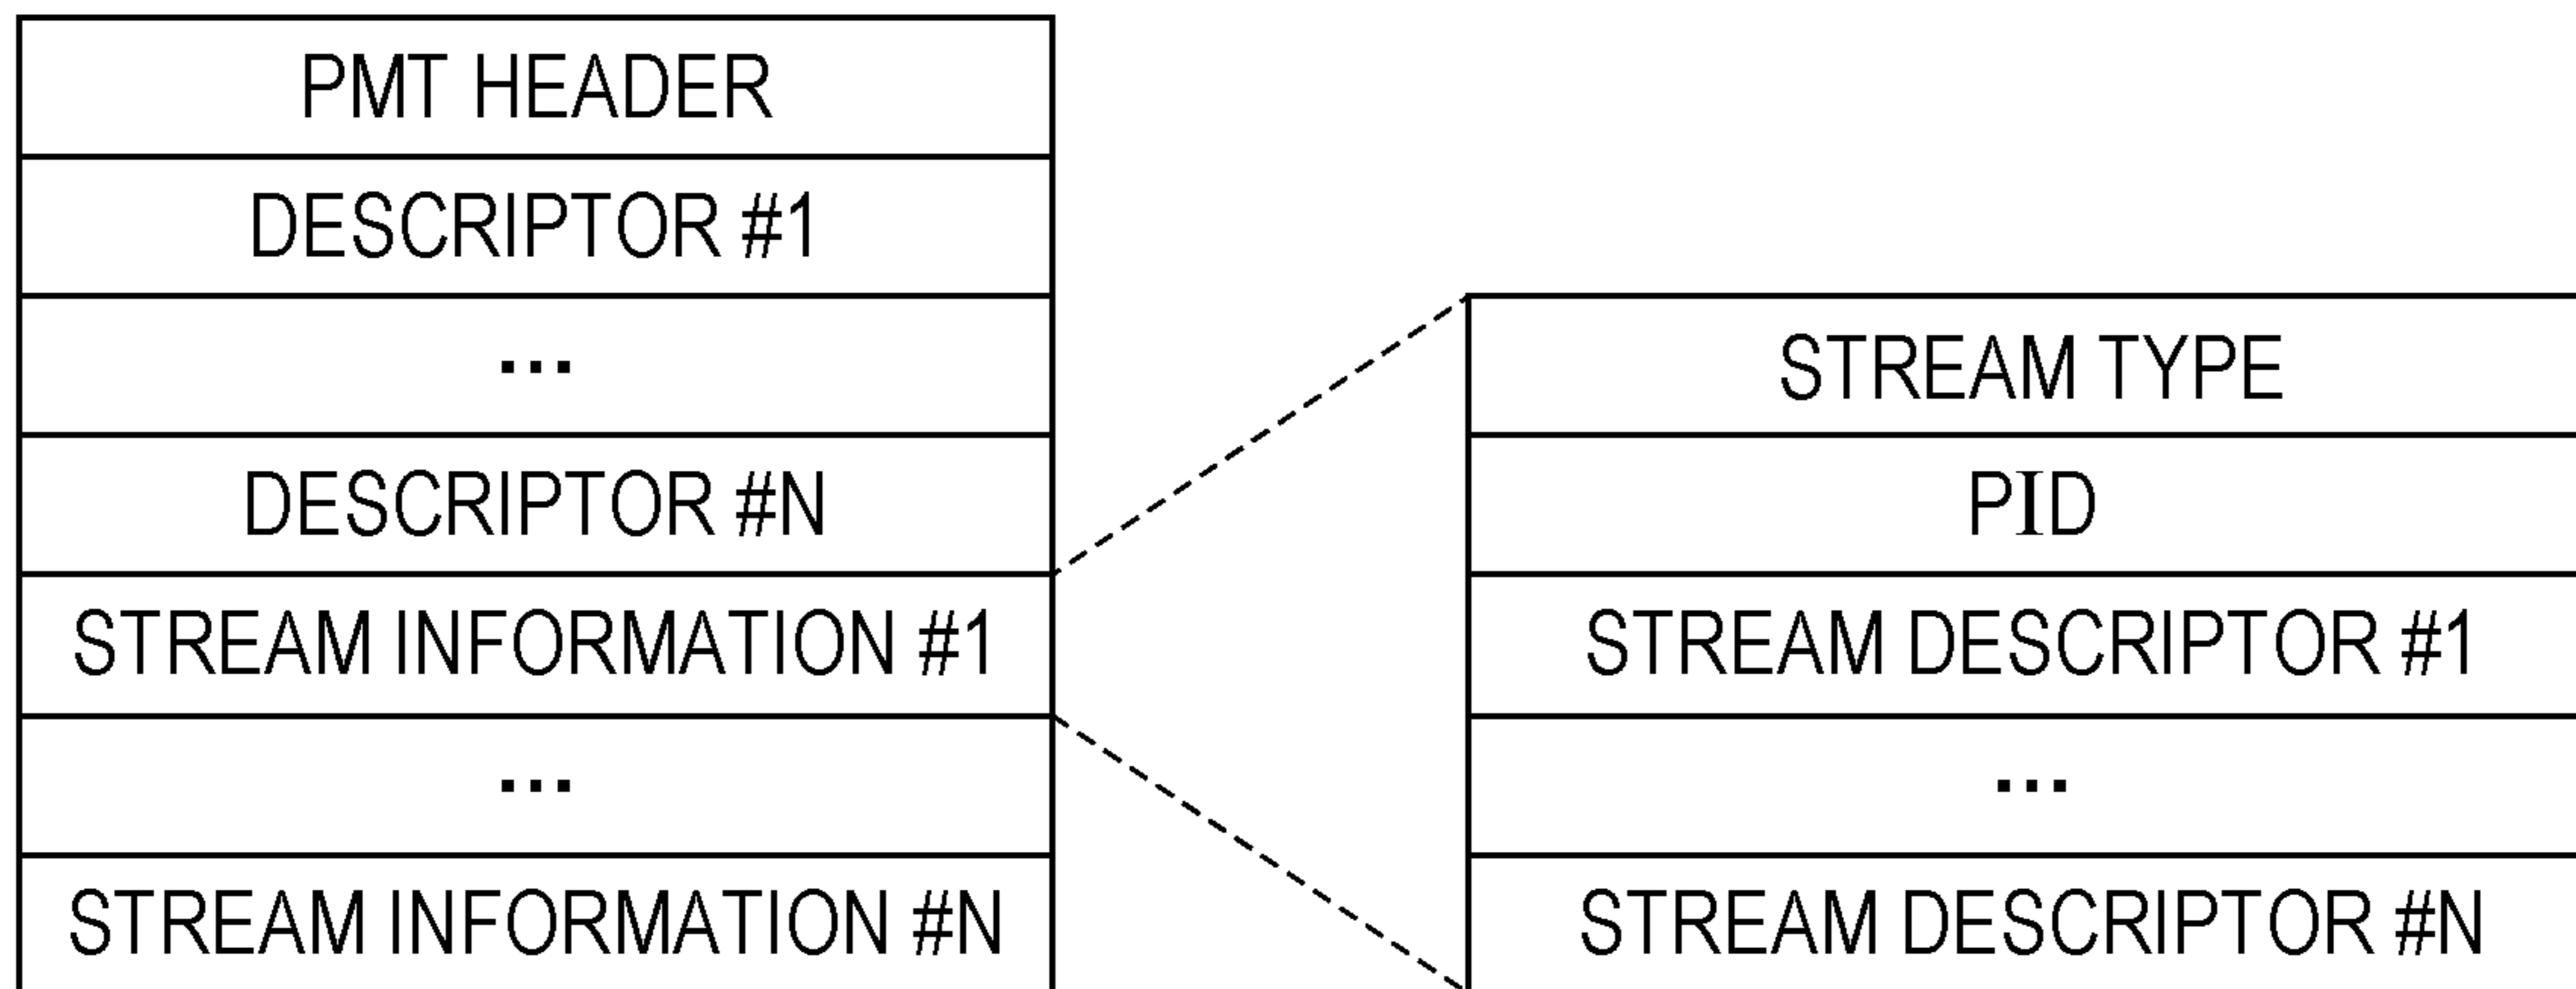 PMT HEADER
DESCRIPTOR #1
...
DESCRIPTOR #N
STREAM INFORMATION #1
...
STREAM INFORMATION #N
STREAM TYPE
PID
STREAM DESCRIPTOR #1
...
STREAM DESCRIPTOR #N